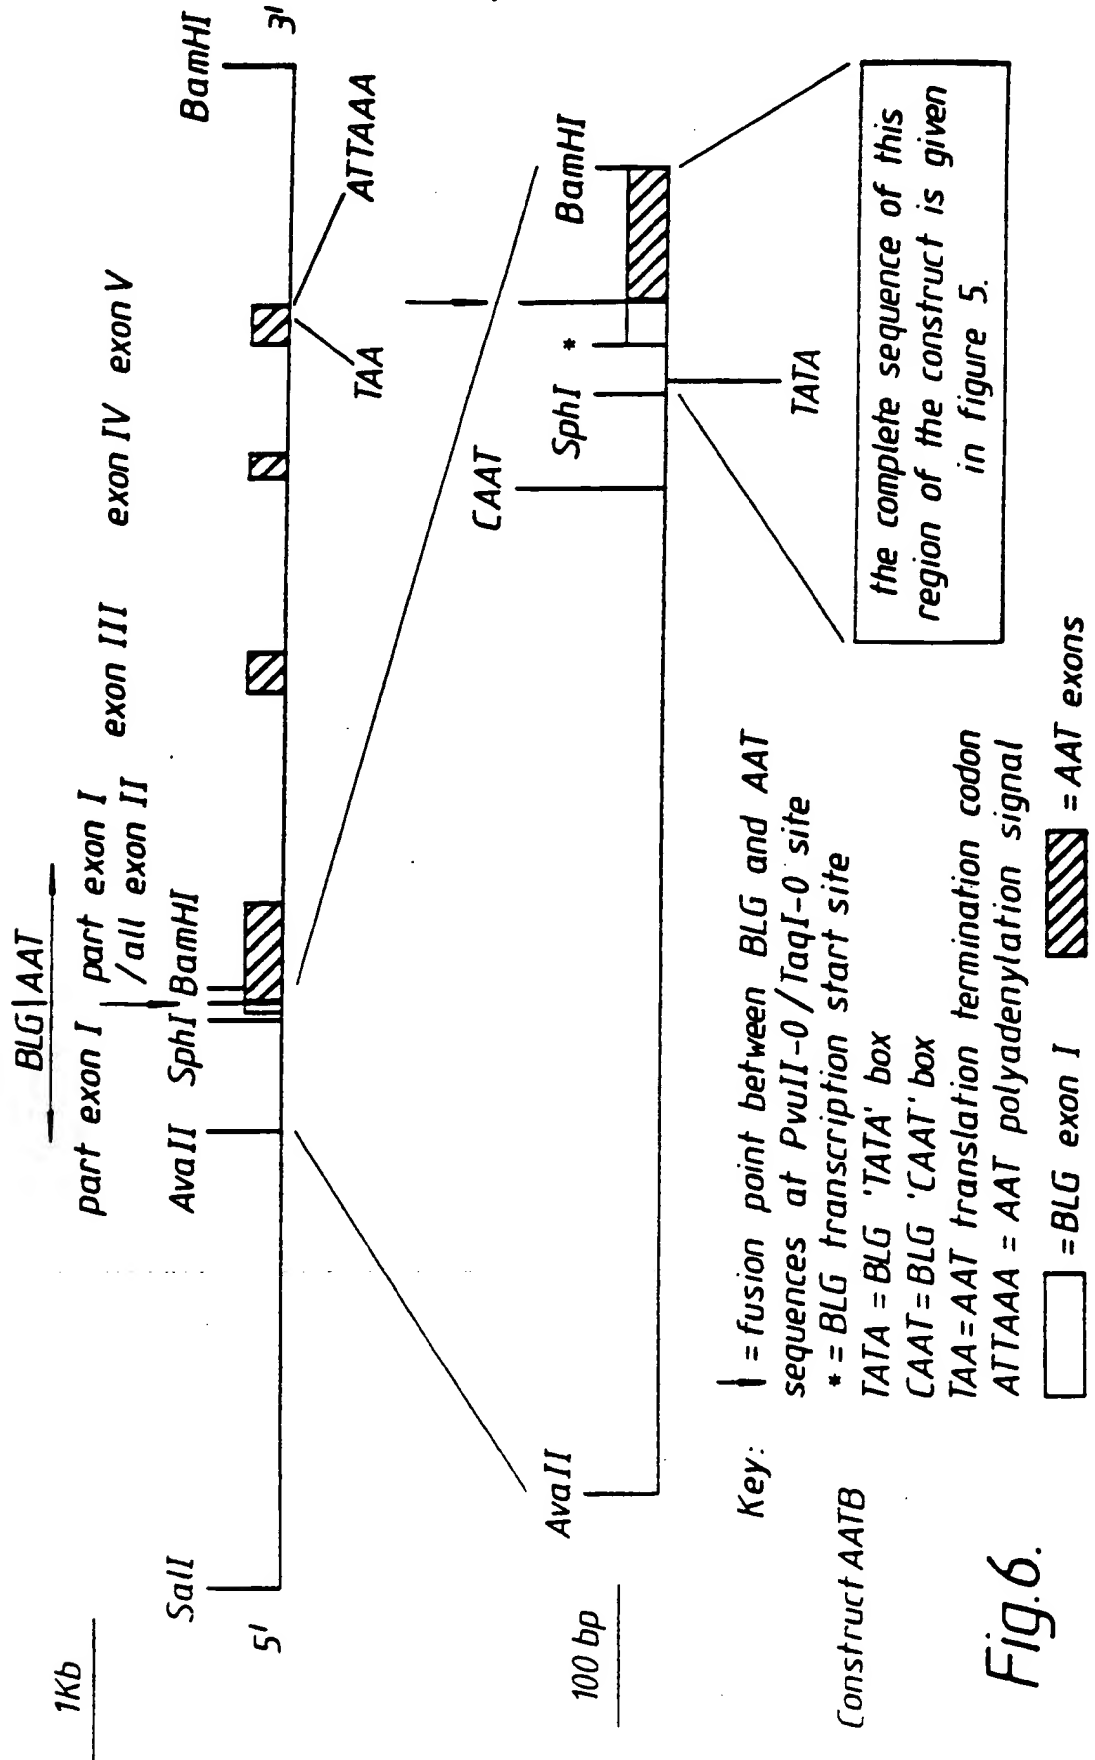 1Kb
BLG | AAT
part exon I
part exon I
/all exon II
exon III
exon IV
exon V
SalI
AvaII
SphI
BamHI
BamHI
5'
3'
TAA
ATTAAA
100 bp
AvaII
CAAT
SphI
*
BamHI
TATA
the complete sequence of this
region of the construct is given
in figure 5.
Key:
= fusion point between BLG and AAT
sequences at PvuII-0/TaqI-0 site
* = BLG transcription start site
TATA = BLG 'TATA' box
CAAT = BLG 'CAAT' box
TAA = AAT translation termination codon
ATTAAA = AAT polyadenylation signal
= BLG exon I
= AAT exons
Construct AATB
Fig.6.